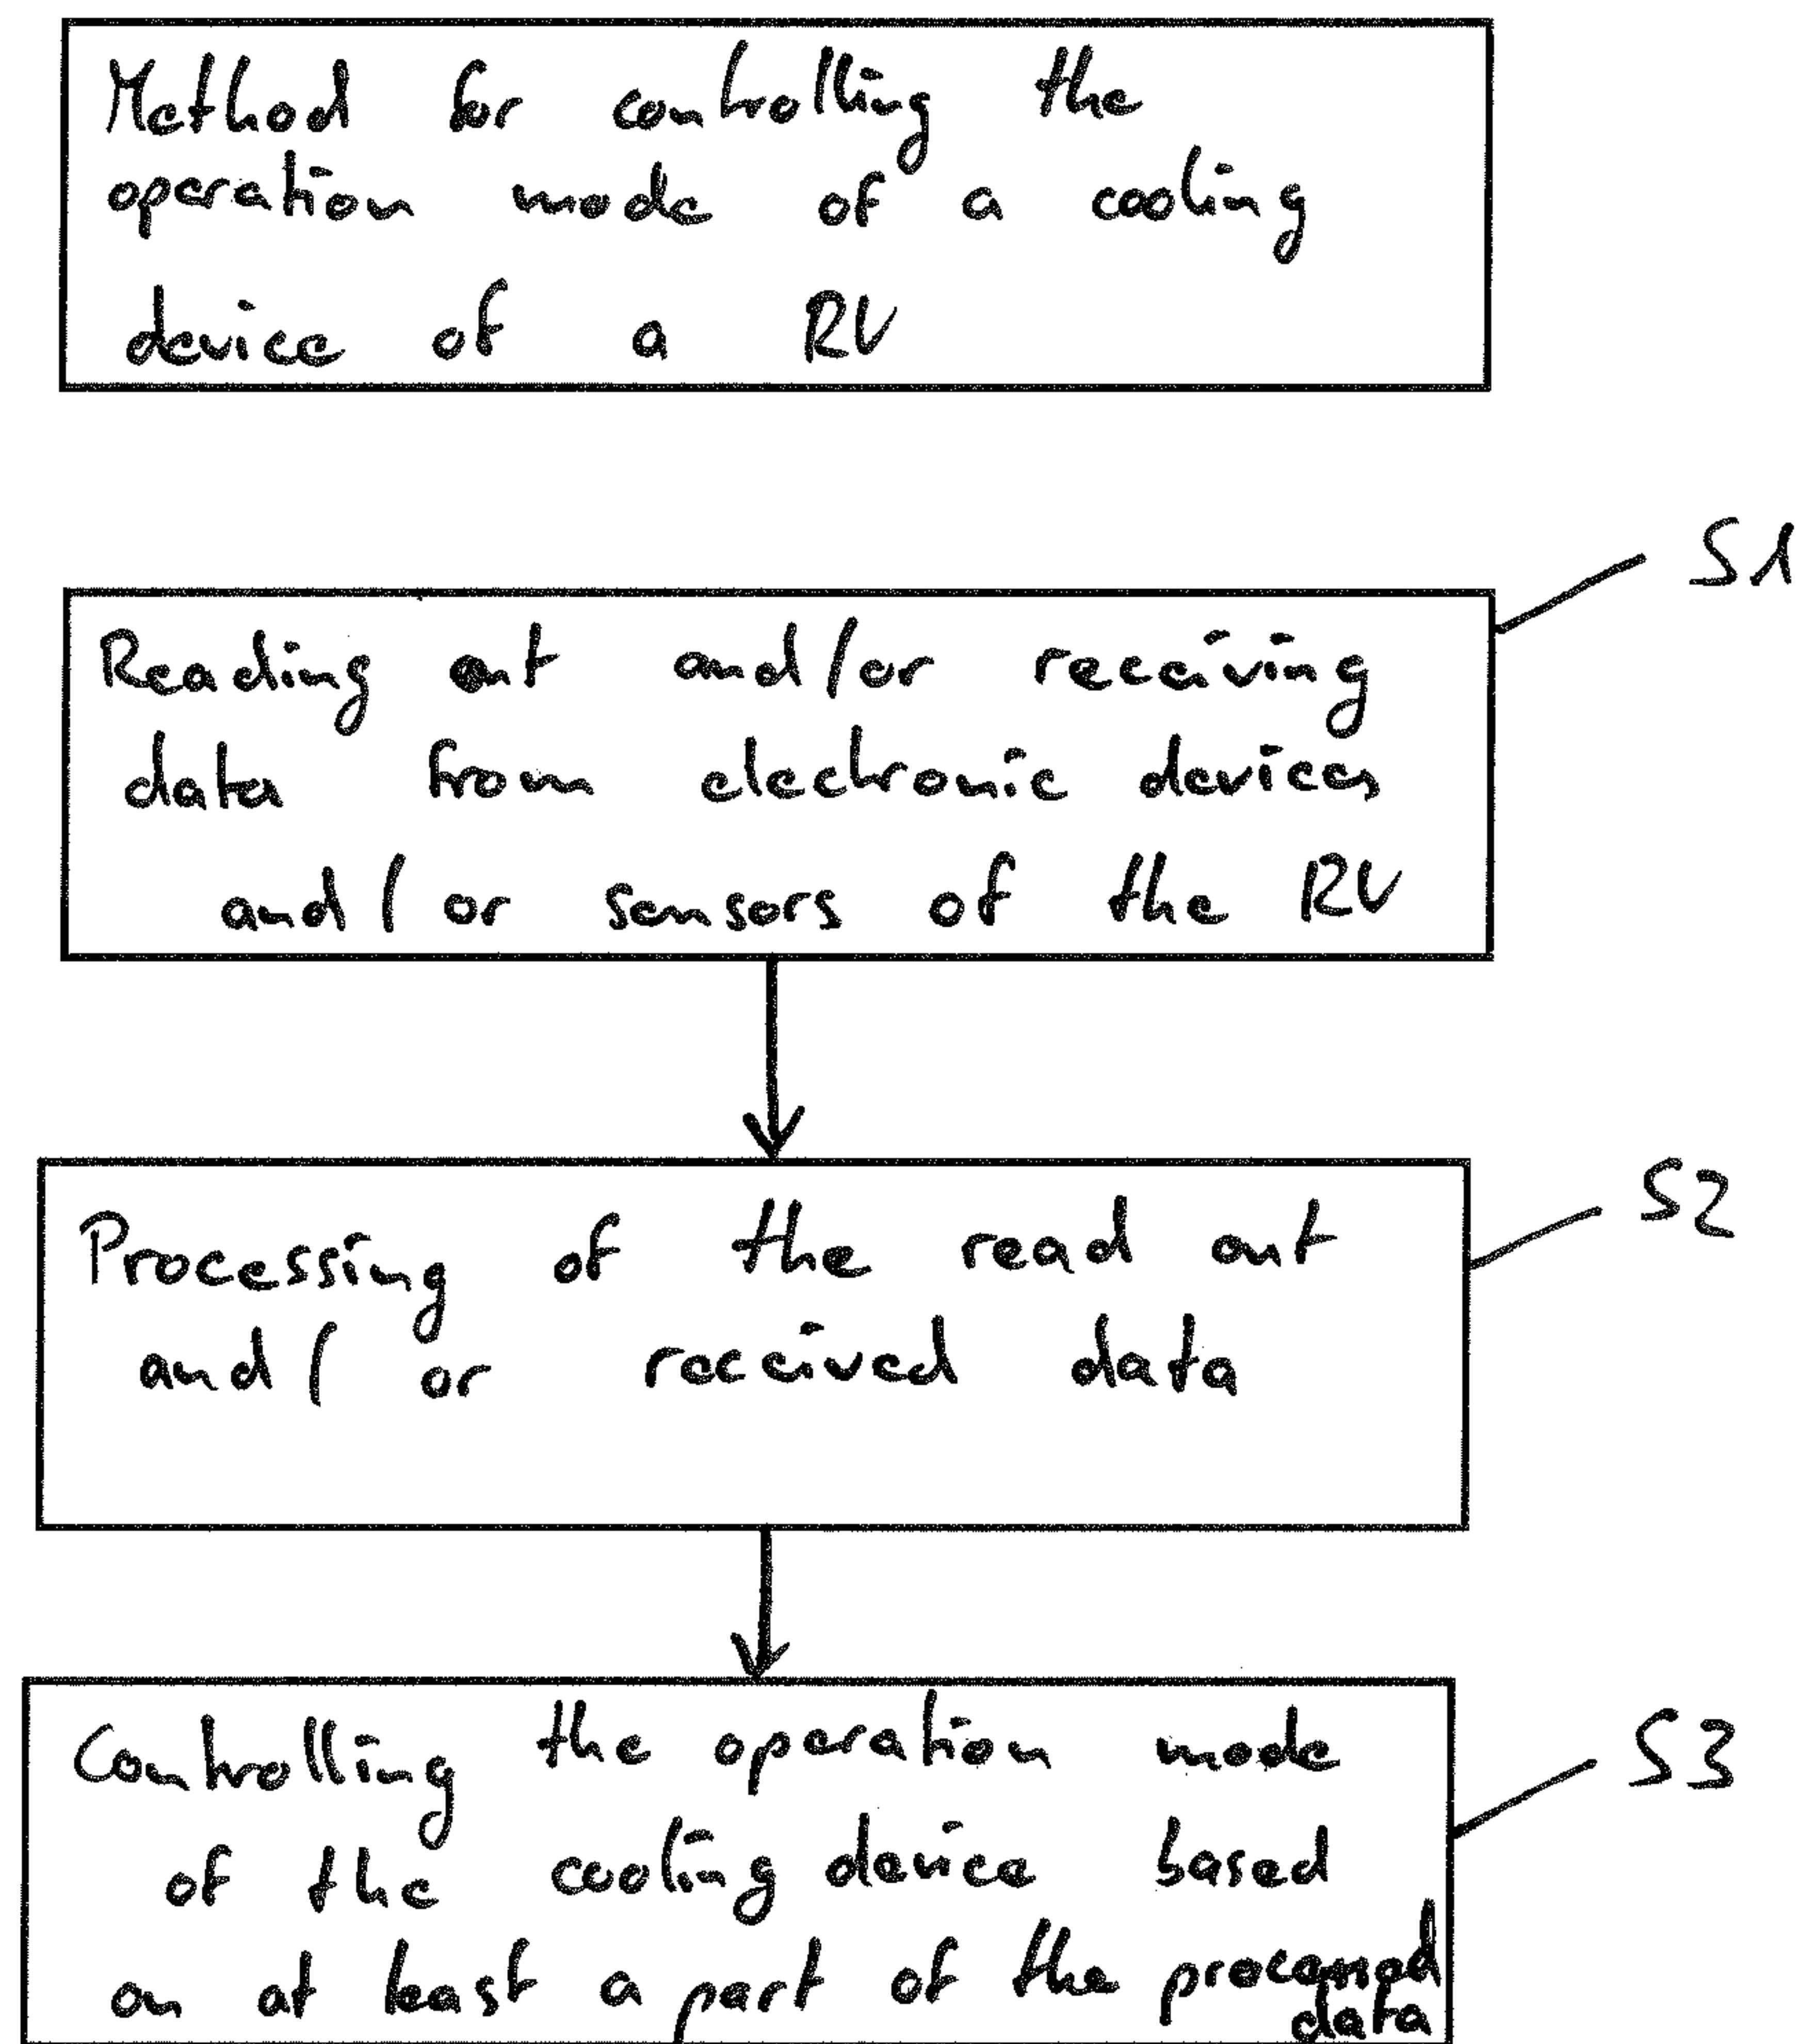 Method for controlling the
operation mode of a cooling
device of a RV
S1
Reading out and/or receiving
data from electronic devices
and/or sensors of the RV
S2
Processing of the read out
and/or received data
S3
Controlling the operation mode
of the cooling device based
on at least a part of the processed
data